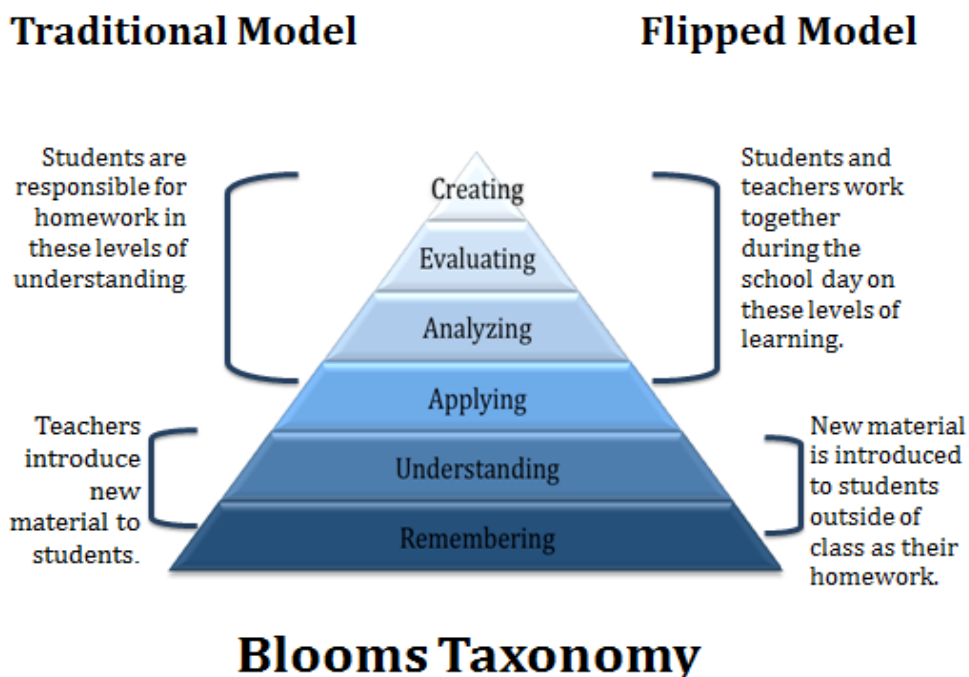 Traditional Model
Flipped Model
Students are
responsible for
homework in
these levels of
understanding
Creating
Evaluating
Analyzing
Applying
Understanding
Remembering
Students and
teachers work
together
during the
school day on
these levels of
learning.
Teachers
introduce
new
material to
students.
New material
is introduced
to students
outside of
class as their
homework.
Blooms Taxonomy